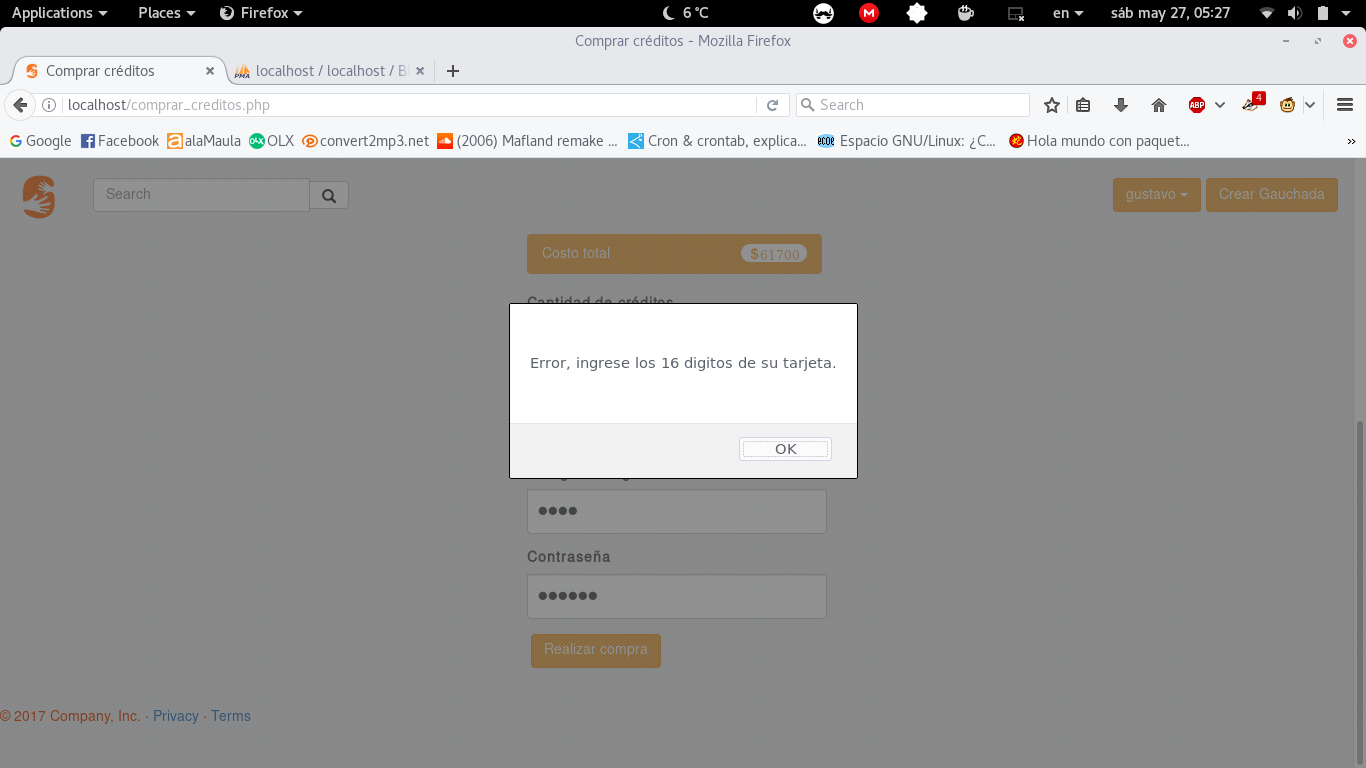 Applications Places Firefox 6 °C en sáb may 27, 05:27
Comprar créditos - Mozilla Firefox
Comprar créditos localhost / localhost / B
localhost/comprar_creditos.php Search ABP 4
Google Facebook alaMaula OLX convert2mp3.net (2006) Mafland remake ... Cron & crontab, explica... Espacio GNU/Linux: ¿C... Hola mundo con paquet... »
Search gustavo Crear Gauchada
Costo total $61700
Cantidad de créditos
Error, ingrese los 16 digitos de su tarjeta.
OK
Contraseña
Realizar compra
© 2017 Company, Inc. · Privacy · Terms